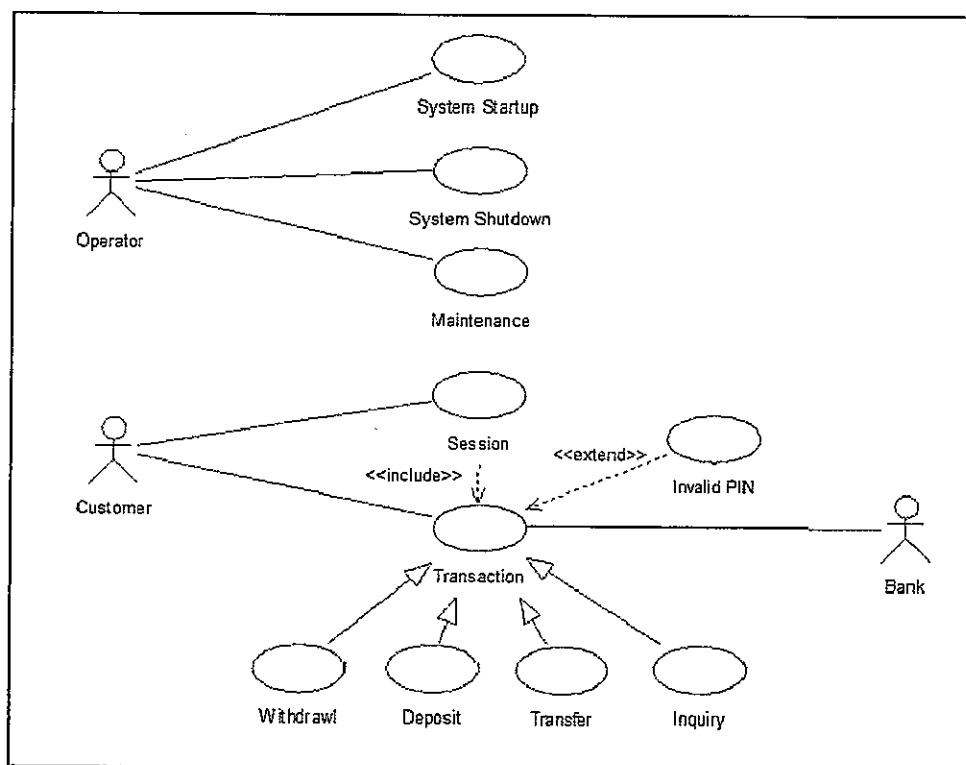 System Startup
System Shutdown
Operator
Maintenance
Session
<<include>>
<<extend>>
Invalid PIN
Customer
Transaction
Bank
Withdrawl
Deposit
Transfer
Inquiry